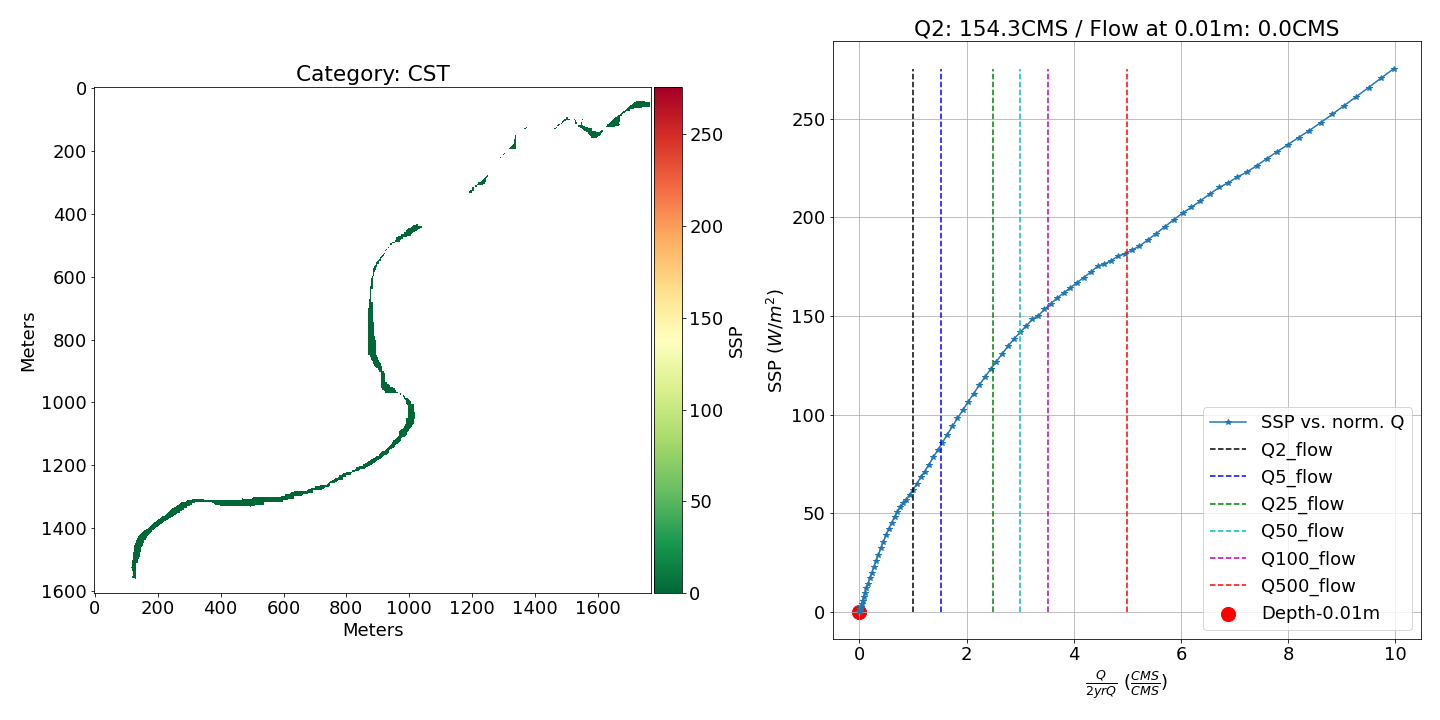 Category: CST
0
200
400
600
800
1000
1200
1400
1600
Meters
0 200 400 600 800 1000 1200 1400 1600
Meters
250
200
150
100
50
0
SSP
Q2: 154.3CMS / Flow at 0.01m: 0.0CMS
250
200
150
100
50
0
SSP (W/m²)
0 2 4 6 8 10
Q/2yrQ (CMS/CMS)
SSP vs. norm. Q
Q2_flow
Q5_flow
Q25_flow
Q50_flow
Q100_flow
Q500_flow
Depth-0.01m